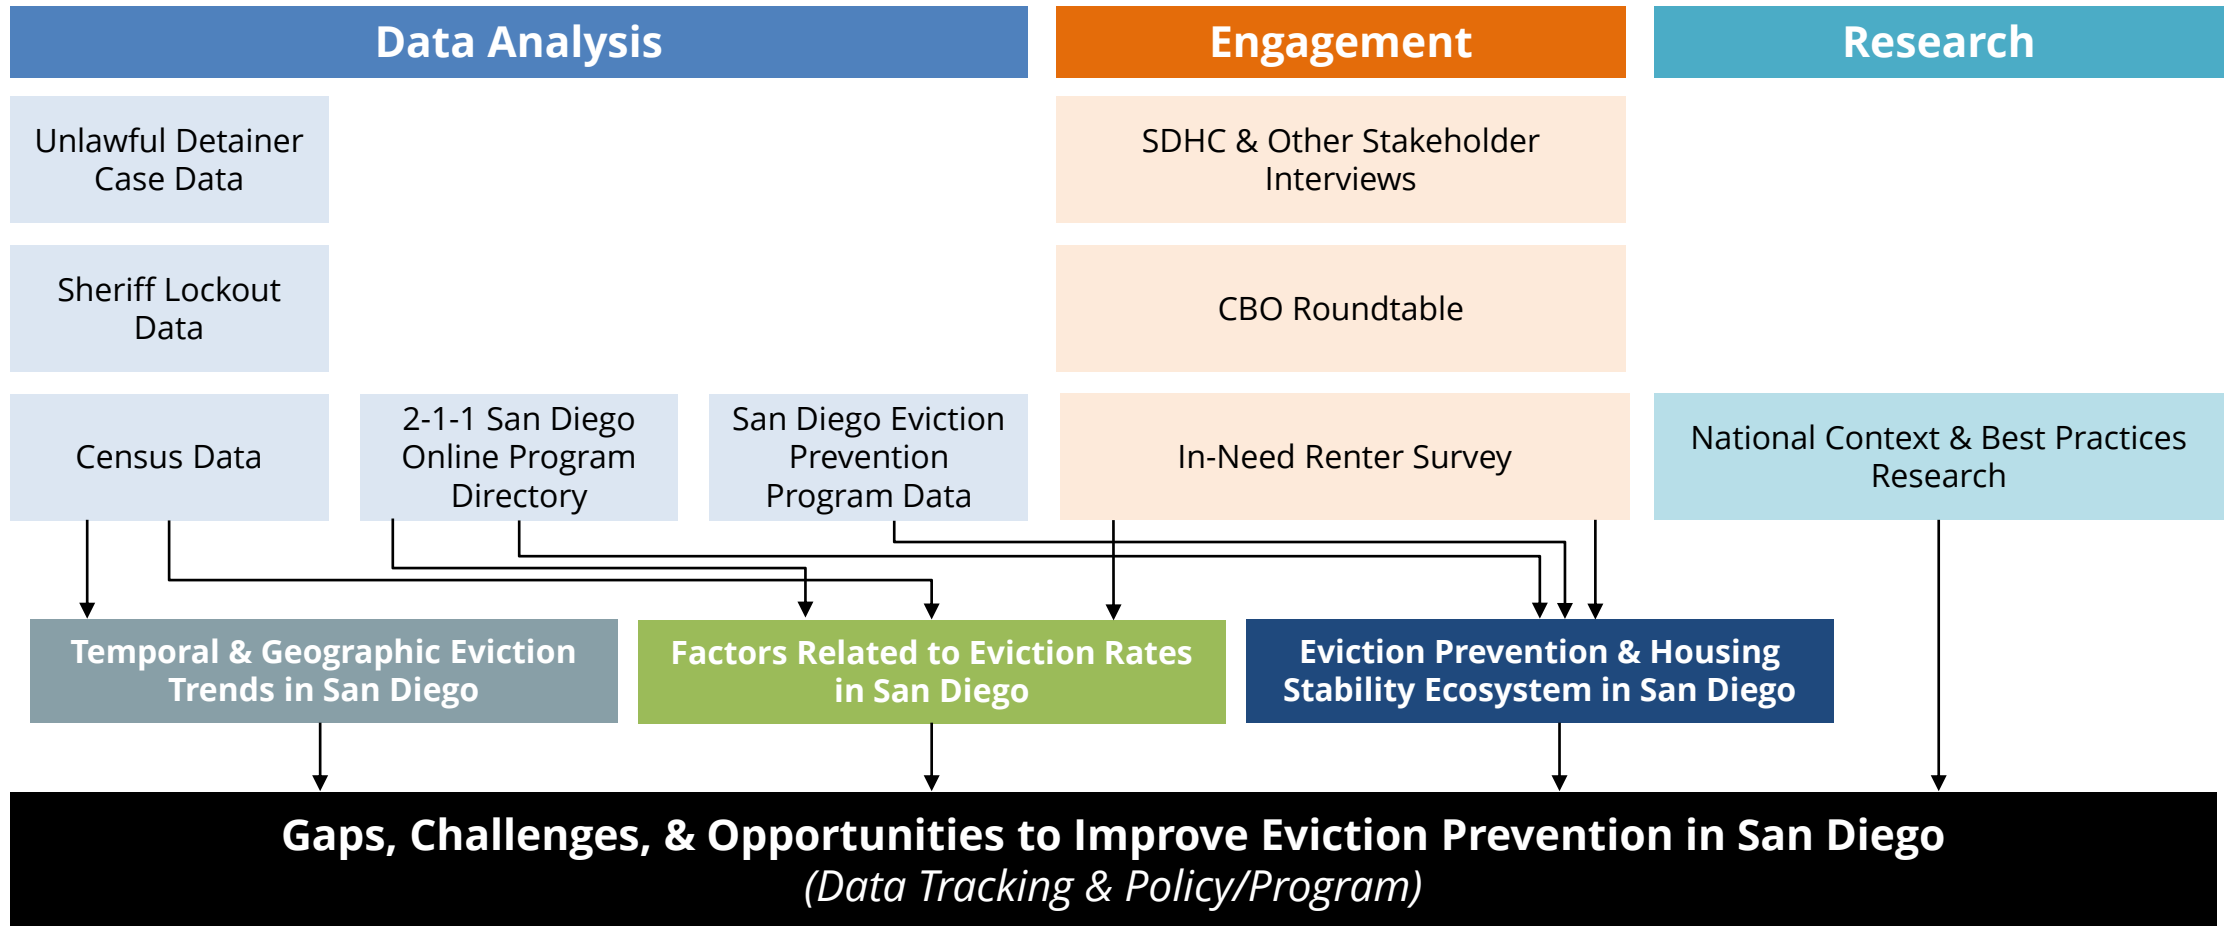 Data Analysis
Engagement
Research
Unlawful Detainer
Case Data
SDHC & Other Stakeholder
Interviews
Sheriff Lockout
Data
CBO Roundtable
Census Data
2-1-1 San Diego
Online Program
Directory
San Diego Eviction
Prevention
Program Data
In-Need Renter Survey
National Context & Best Practices
Research
Temporal & Geographic Eviction
Trends in San Diego
Factors Related to Eviction Rates
in San Diego
Eviction Prevention & Housing
Stability Ecosystem in San Diego
Gaps, Challenges, & Opportunities to Improve Eviction Prevention in San Diego
(Data Tracking & Policy/Program)